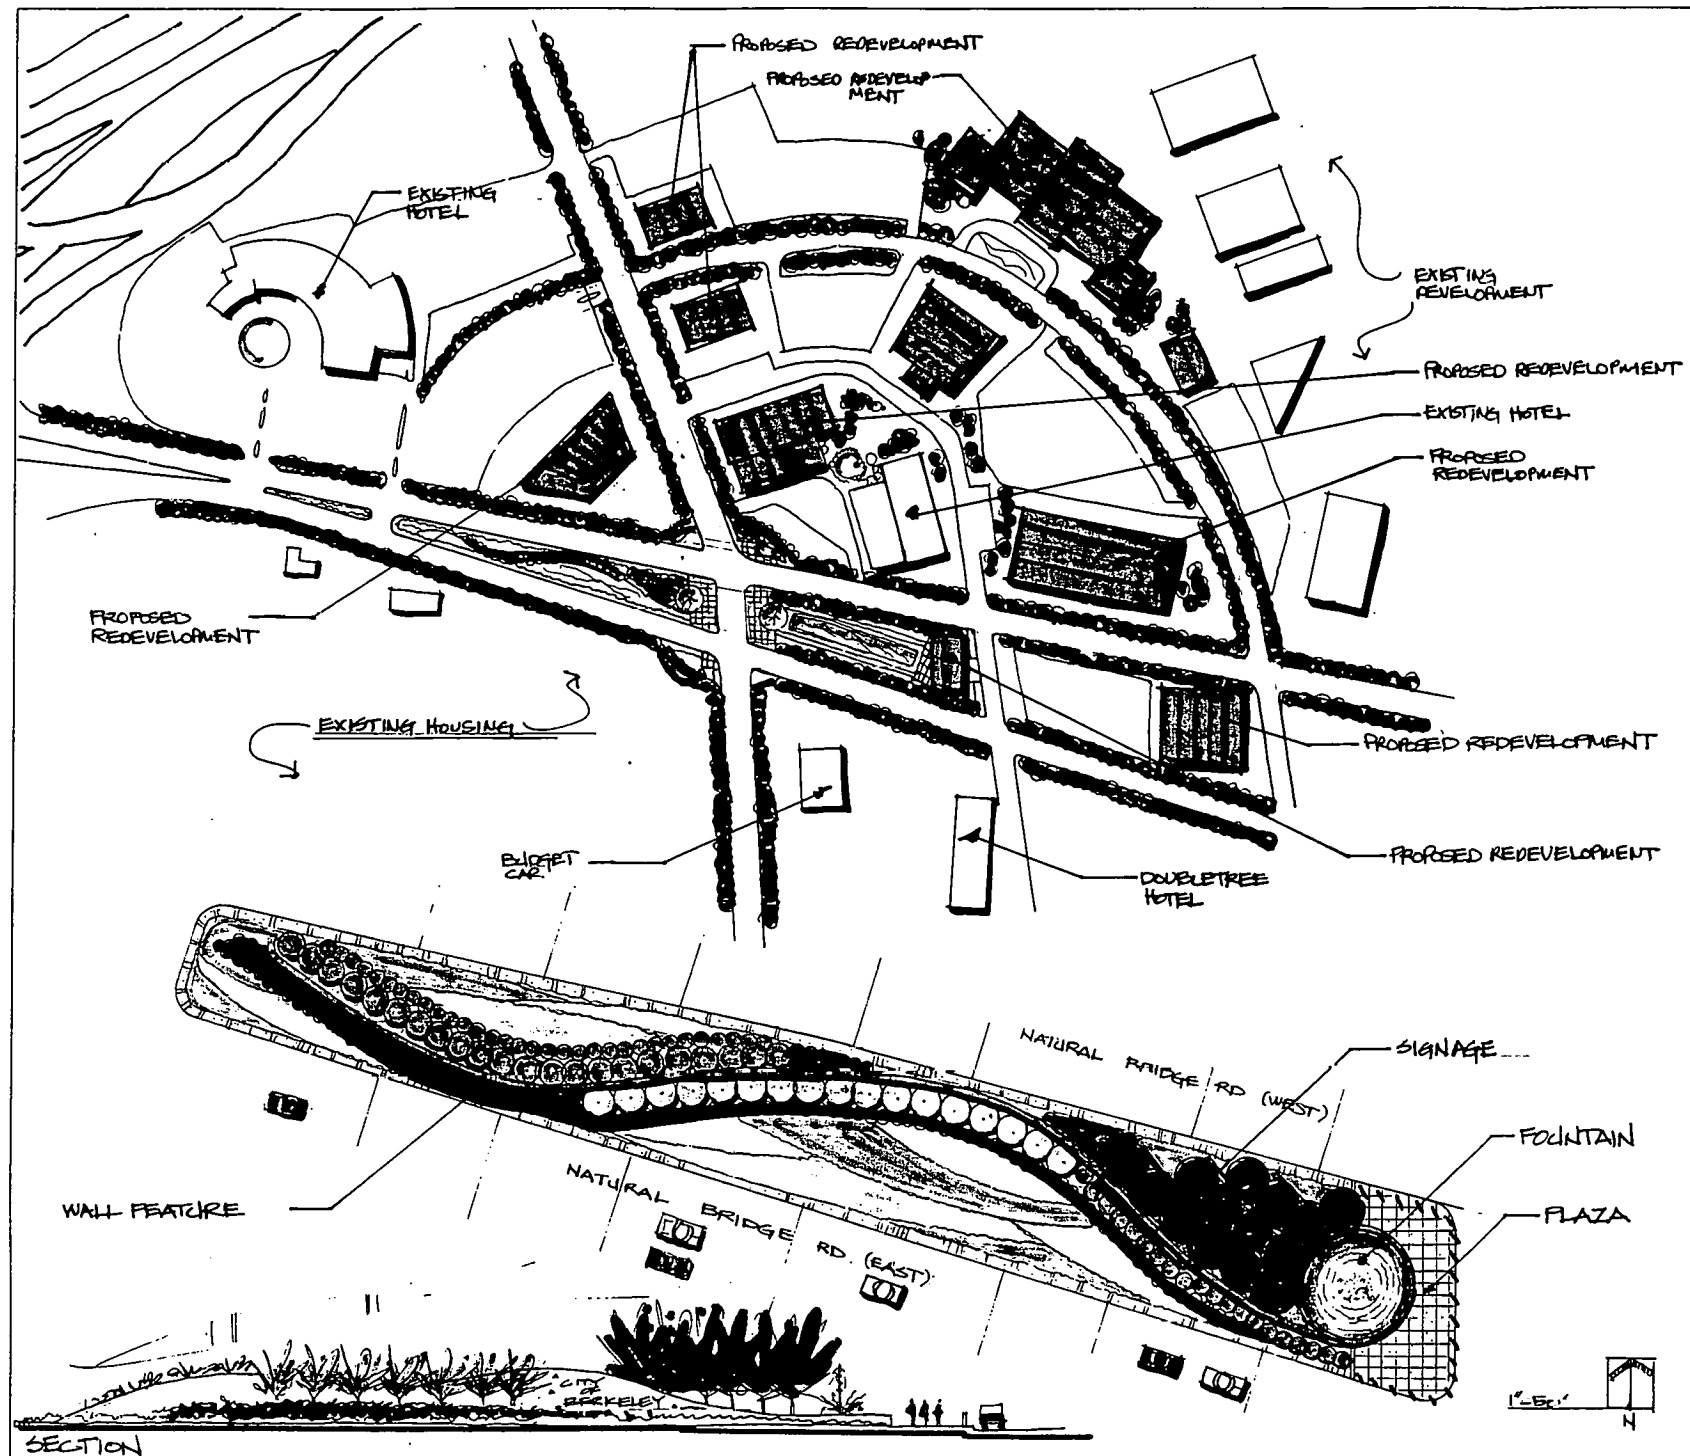 PROPOSED REDEVELOPMENT
PROPOSED REDEVELOP
MENT
EXISTING
HOTEL
EXISTING
DEVELOPMENT
PROPOSED REDEVELOPMENT
EXISTING HOTEL
PROPOSED
REDEVELOPMENT
PROPOSED
REDEVELOPMENT
EXISTING HOUSING
PROPOSED REDEVELOPMENT
BUDGET
CAR
PROPOSED REDEVELOPMENT
DOUBLETREE
HOTEL
NATURAL BRIDGE RD (WEST)
SIGNAGE
FOUNTAIN
WALL FEATURE
NATURAL BRIDGE RD. (EAST)
PLAZA
CITY
OF
BERKELEY
N
SECTION